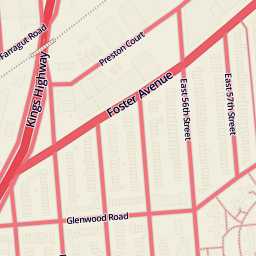 Farragut Road
Preston Court
Kings Highway
Foster Avenue
East 56th Street
East 57th Street
Glenwood Road